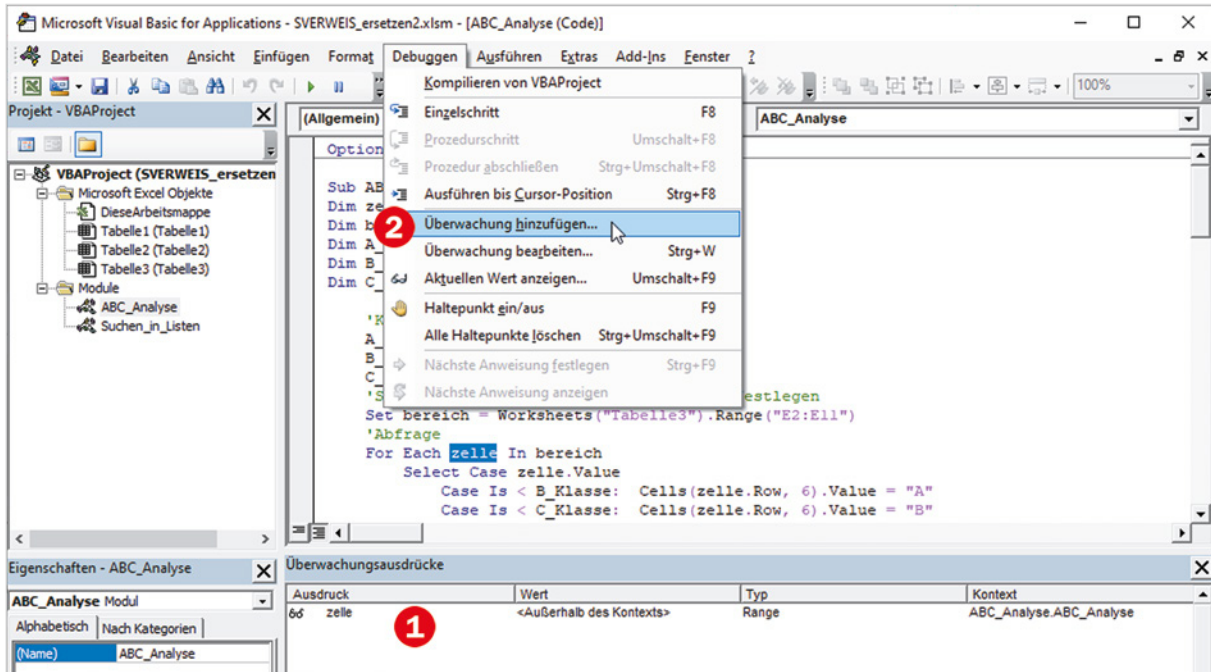 Microsoft Visual Basic for Applications - SVERWEIS_ersetzen2.xlsm - [ABC_Analyse (Code)]
Datei Bearbeiten Ansicht Einfügen Format Debuggen Ausführen Extras Add-Ins Fenster ?
100%
Projekt - VBAProject
VBAProject (SVERWEIS_ersetzen
Microsoft Excel Objekte
DieseArbeitsmappe
Tabelle1 (Tabelle1)
Tabelle2 (Tabelle2)
Tabelle3 (Tabelle3)
Module
ABC_Analyse
Suchen_in_Listen
Kompilieren von VBAProject
Einzelschritt F8
Prozedurschritt Umschalt+F8
Prozedur abschließen Strg+Umschalt+F8
Ausführen bis Cursor-Position Strg+F8
2 Überwachung hinzufügen...
Überwachung bearbeiten... Strg+W
Aktuellen Wert anzeigen... Umschalt+F9
Haltepunkt ein/aus F9
Alle Haltepunkte löschen Strg+Umschalt+F9
Nächste Anweisung festlegen Strg+F9
Nächste Anweisung anzeigen
(Allgemein) ABC_Analyse
Option
Sub AB
Dim ze
Dim b
Dim A_
Dim B_
Dim C_
'K
A_
B_
C_
'S estlegen
Set bereich = Worksheets("Tabelle3").Range("E2:E11")
'Abfrage
For Each zelle In bereich
Select Case zelle.Value
Case Is < B_Klasse: Cells(zelle.Row, 6).Value = "A"
Case Is < C_Klasse: Cells(zelle.Row, 6).Value = "B"
Eigenschaften - ABC_Analyse
ABC_Analyse Modul
Alphabetisch Nach Kategorien
(Name) ABC_Analyse
Überwachungsausdrücke
Ausdruck Wert Typ Kontext
zelle 1 <Außerhalb des Kontexts> Range ABC_Analyse.ABC_Analyse